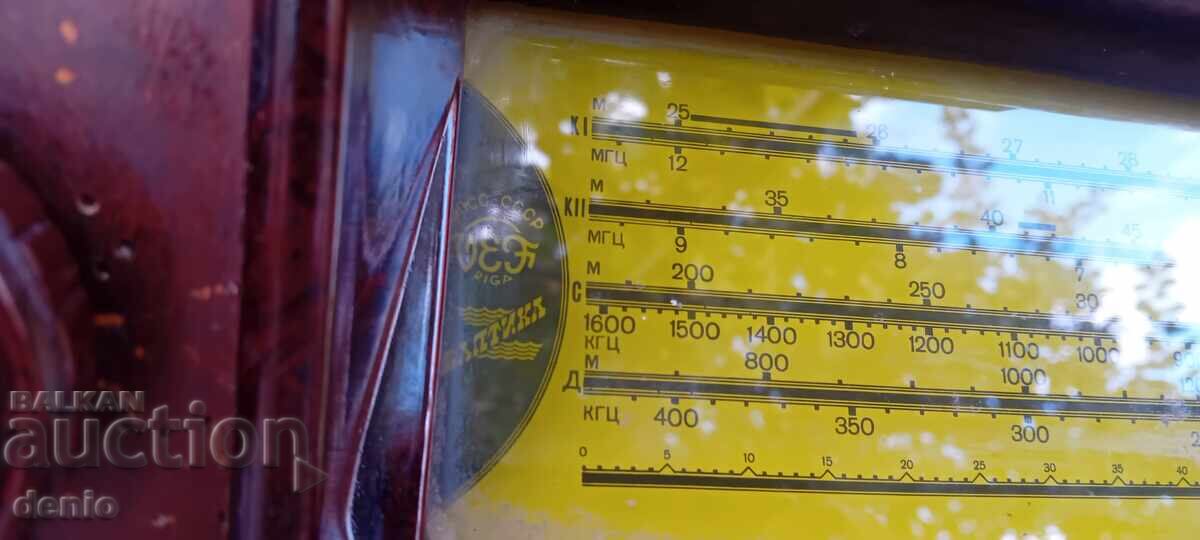 М 25 26 27 28
КI
МГЦ 12 11
М 35 40 45
КII
МГЦ 9 8 7
М 200 250 30
С
1600 1500 1400 1300 1200 1100 1000
КГЦ
М 800 1000
Д
КГЦ 400 350 300
0 5 10 15 20 25 30 35 40
СССР
RIGA
BALKAN
auction
denio